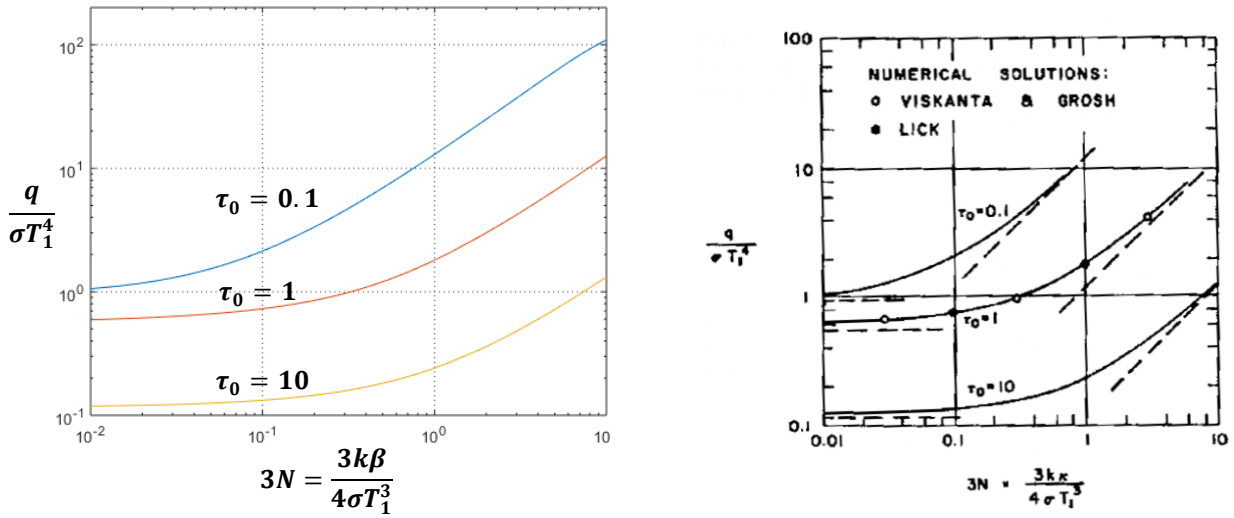 10²
10¹
10⁰
10⁻¹
q
σT₁⁴
τ₀ = 0.1
τ₀ = 1
τ₀ = 10
10⁻² 10⁻¹ 10⁰ 10
3N = 3kβ / 4σT₁³
100
10
1
0.1
NUMERICAL SOLUTIONS:
○ VISKANTA & GROSH
● LICK
q
σT₁⁴
τ₀=0.1
τ₀=1
τ₀=10
0.01 0.1 1 10
3N = 3kκ / 4σT₁³